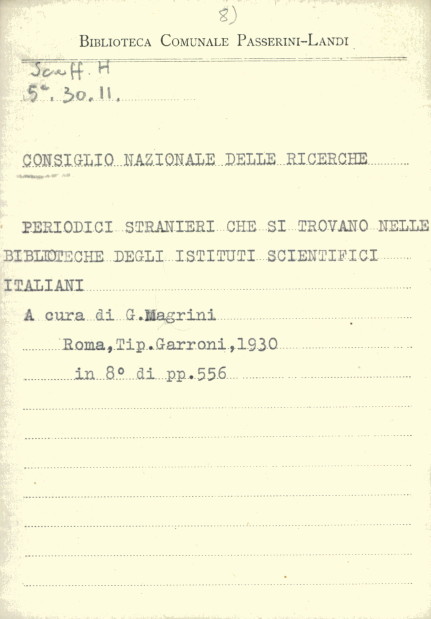 8)
BIBLIOTECA COMUNALE PASSERINI-LANDI
Scaff. H
5ª. 30. 11.
CONSIGLIO NAZIONALE DELLE RICERCHE
PERIODICI STRANIERI CHE SI TROVANO NELLE
BIBLIOTECHE DEGLI ISTITUTI SCIENTIFICI
ITALIANI
A cura di G.Magrini
Roma,Tip.Garroni,1930
in 8° di pp.556